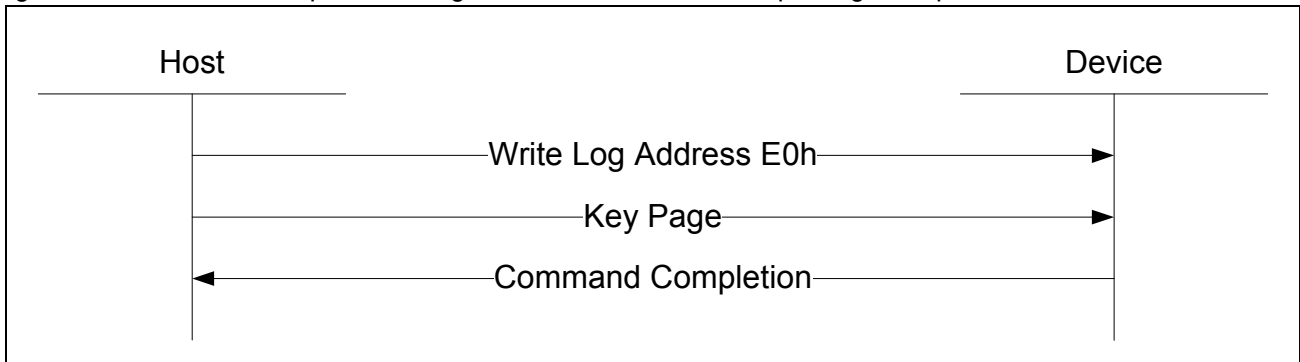 Host
Device
Write Log Address E0h
Key Page
Command Completion